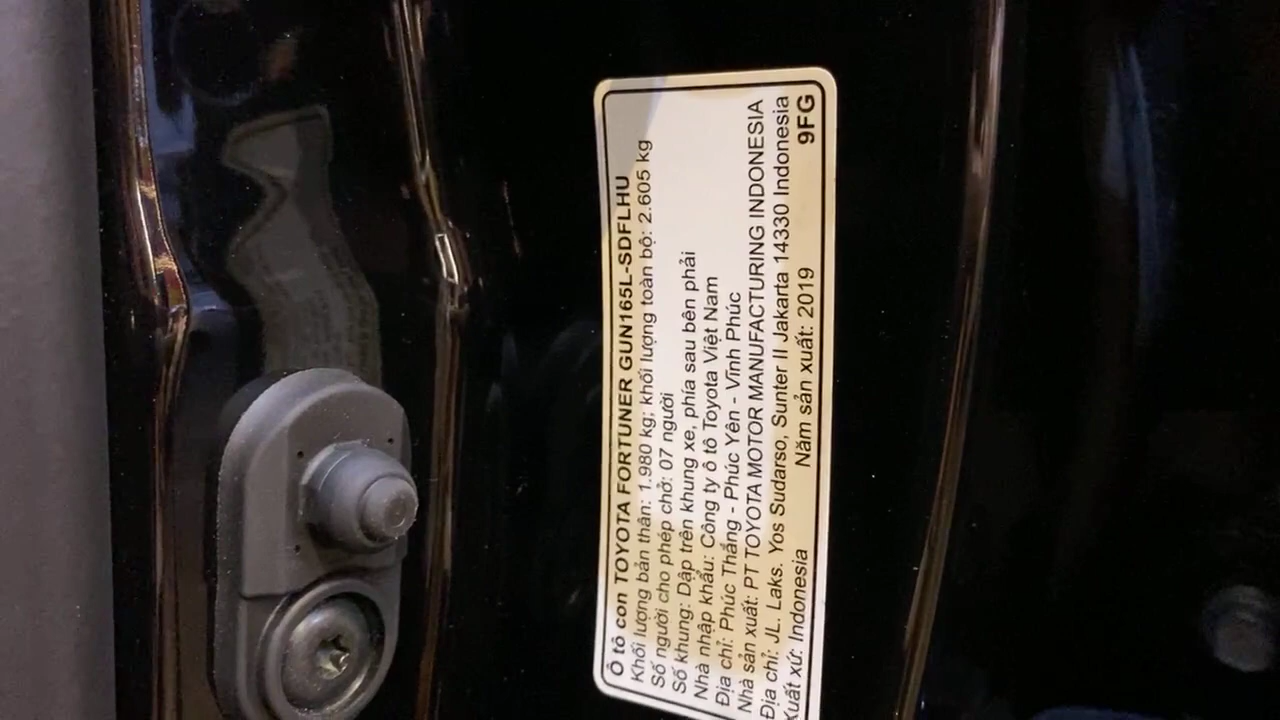 Ô tô con TOYOTA FORTUNER GUN165L-SDFLHU
Khối lượng bản thân: 1.980 kg; khối lượng toàn bộ: 2.605 kg
Số người cho phép chở: 07 người
Số khung: Dập trên khung xe, phía sau bên phải
Nhà nhập khẩu: Công ty ô tô Toyota Việt Nam
Địa chỉ: Phúc Thắng - Phúc Yên - Vĩnh Phúc
Nhà sản xuất: PT TOYOTA MOTOR MANUFACTURING INDONESIA
Địa chỉ: JL. Laks. Yos Sudarso, Sunter II Jakarta 14330 Indonesia
Xuất xứ: Indonesia Năm sản xuất: 2019 9FG